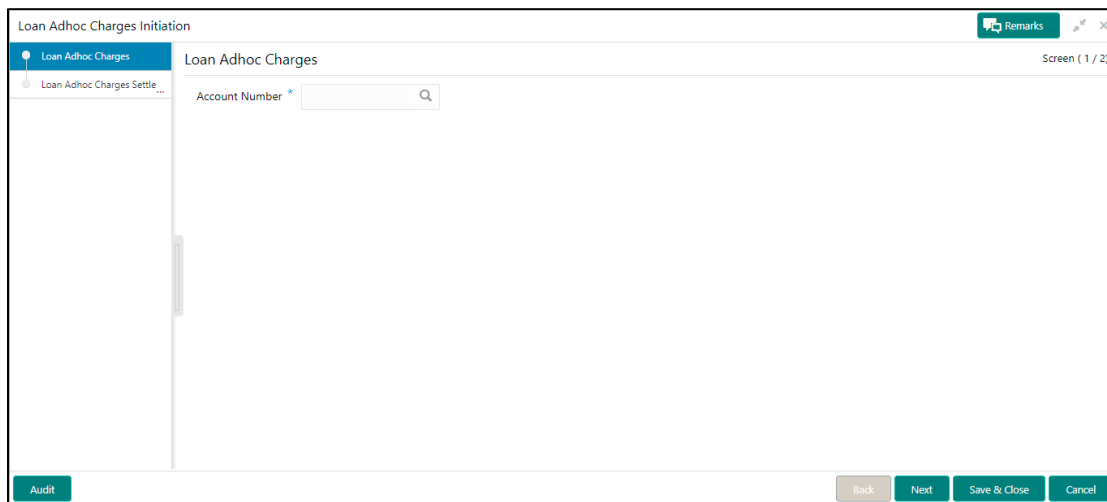 Loan Adhoc Charges Initiation
Remarks
Loan Adhoc Charges
Loan Adhoc Charges Settle...
Loan Adhoc Charges
Screen ( 1 / 2)
Account Number *
Audit
Back
Next
Save & Close
Cancel